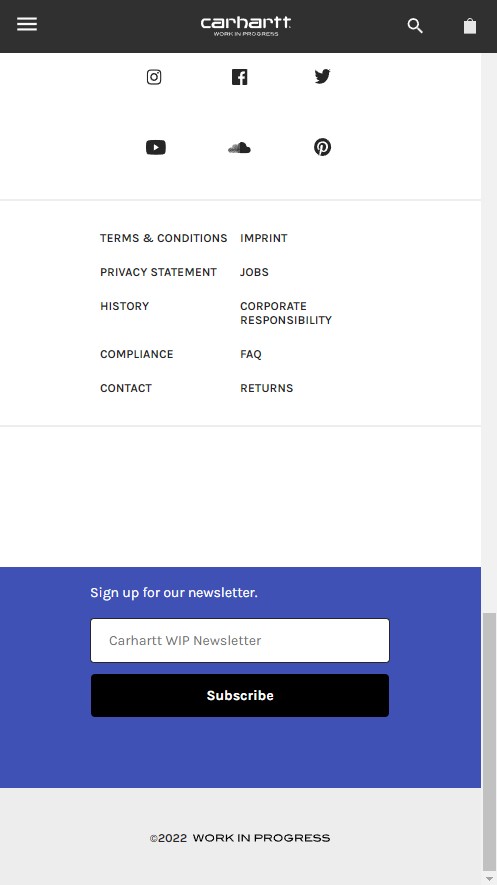 carhartt
WORK IN PROGRESS
TERMS & CONDITIONS
IMPRINT
PRIVACY STATEMENT
JOBS
HISTORY
CORPORATE
RESPONSIBILITY
COMPLIANCE
FAQ
CONTACT
RETURNS
Sign up for our newsletter.
Carhartt WIP Newsletter
Subscribe
©2022 WORK IN PROGRESS